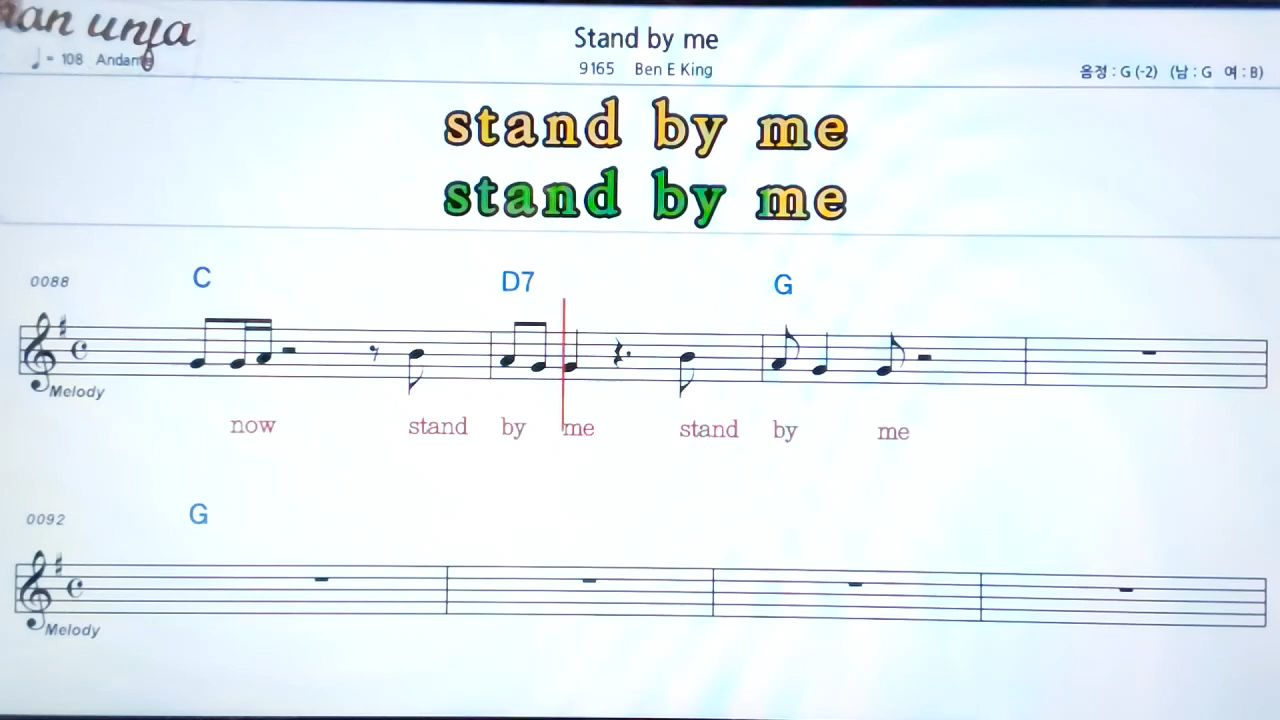 unja
♩= 108 Andante
Stand by me
9165 Ben E King
음정 : G (-2) (남 : G 여 : B)
stand by me
stand by me
0088
C D7 G
Melody
now stand by me stand by me
0092
G
Melody